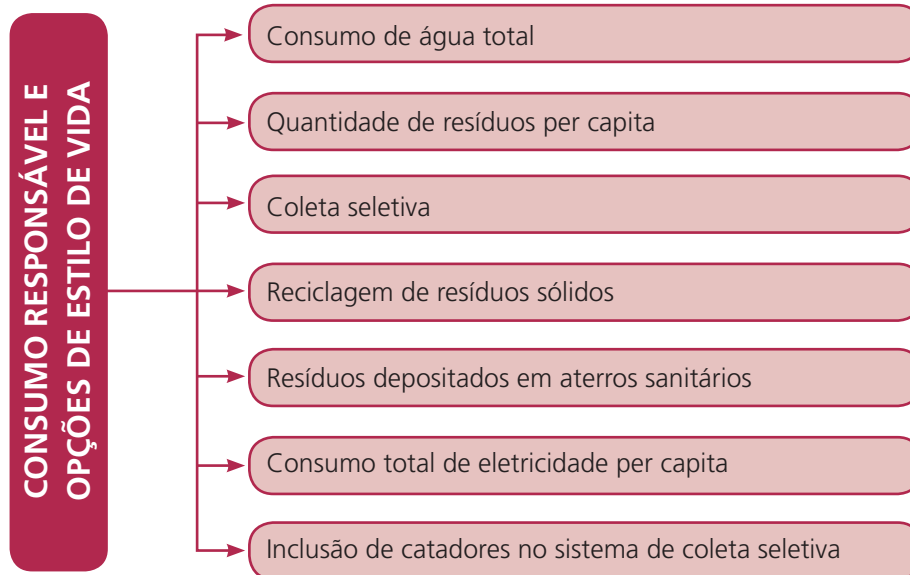 CONSUMO RESPONSÁVEL E
OPÇÕES DE ESTILO DE VIDA
Consumo de água total
Quantidade de resíduos per capita
Coleta seletiva
Reciclagem de resíduos sólidos
Resíduos depositados em aterros sanitários
Consumo total de eletricidade per capita
Inclusão de catadores no sistema de coleta seletiva